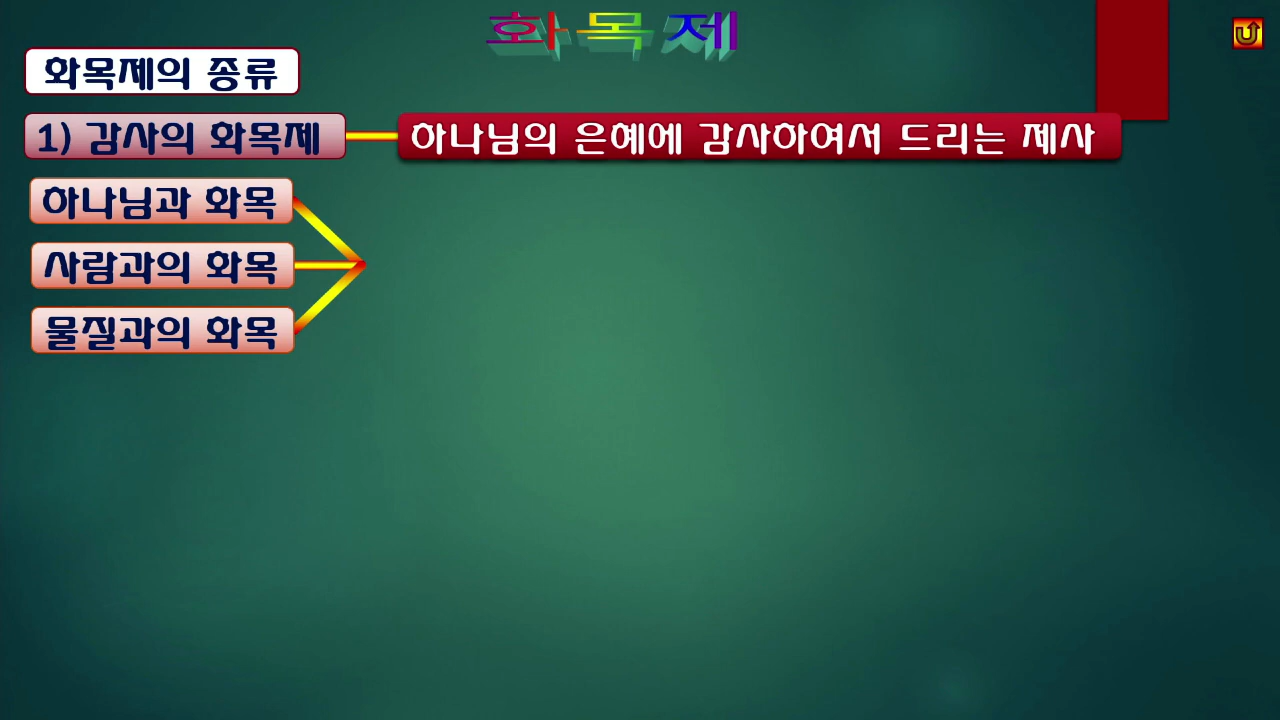 화목제
화목제의 종류
1) 감사의 화목제
하나님의 은혜에 감사하여서 드리는 제사
하나님과 화목
사람과의 화목
물질과의 화목